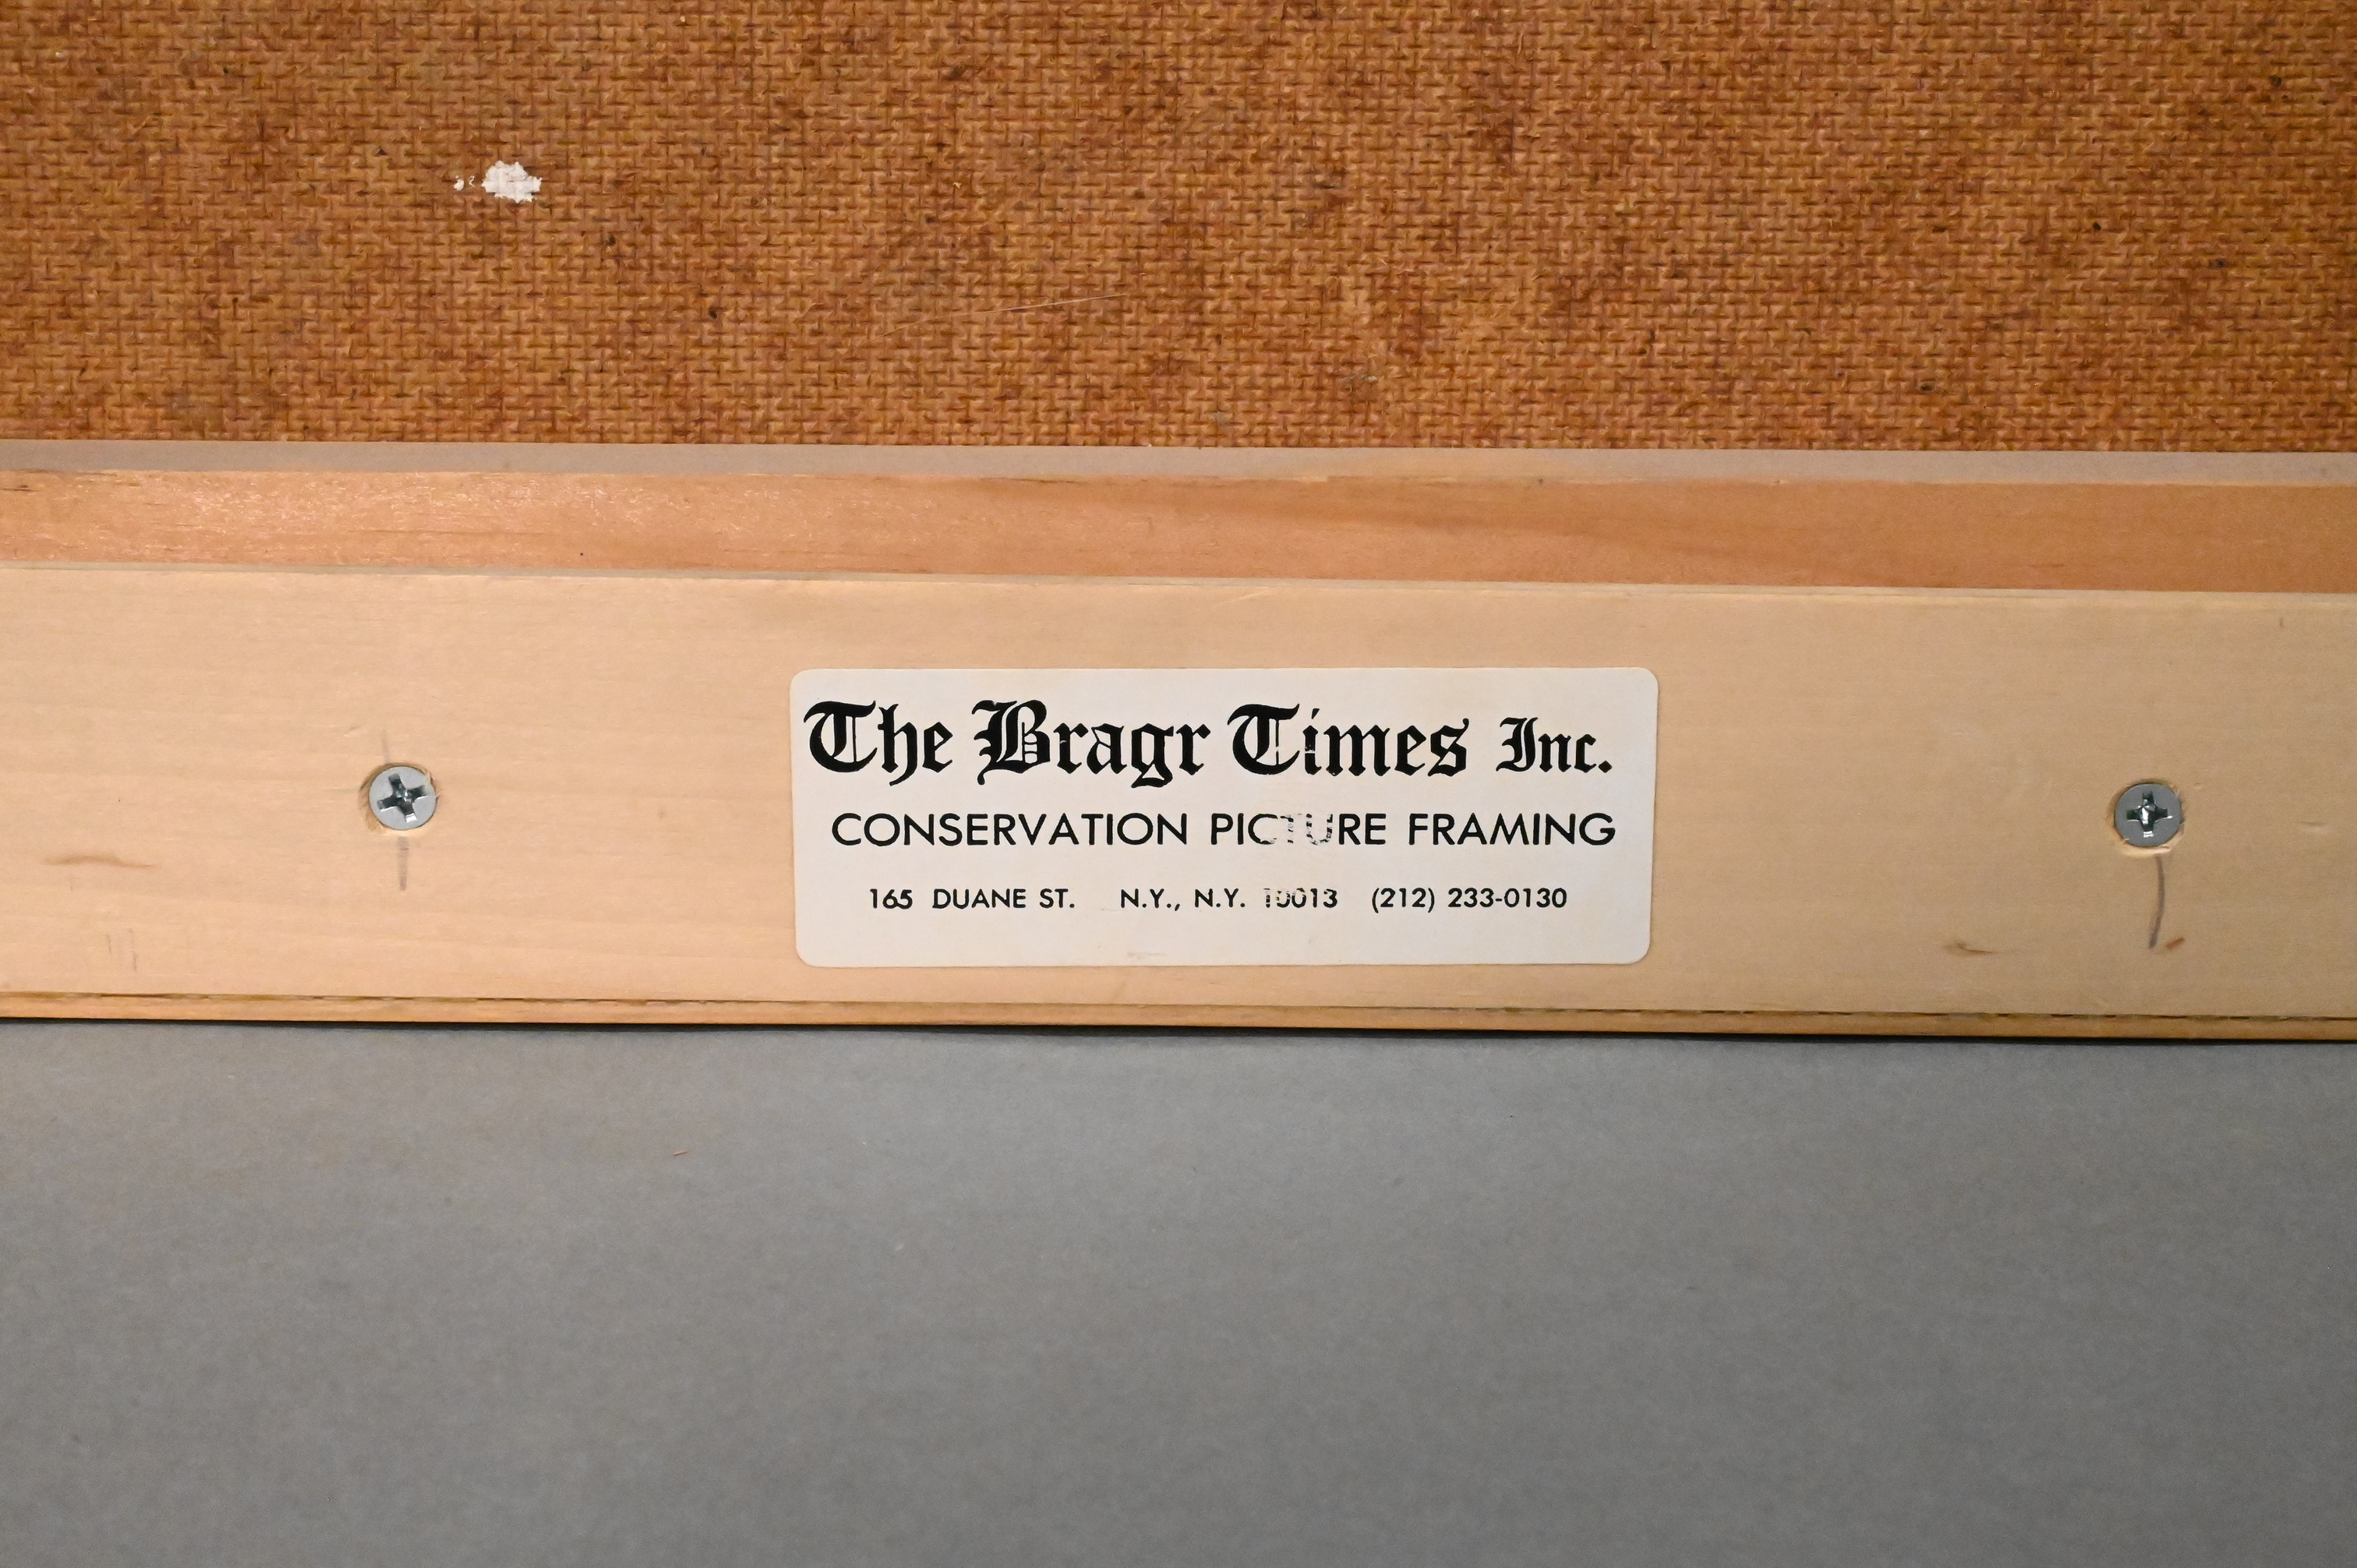 The Bragr Times Inc.
CONSERVATION PICTURE FRAMING
165 DUANE ST. N.Y., N.Y. 10013 (212) 233-0130